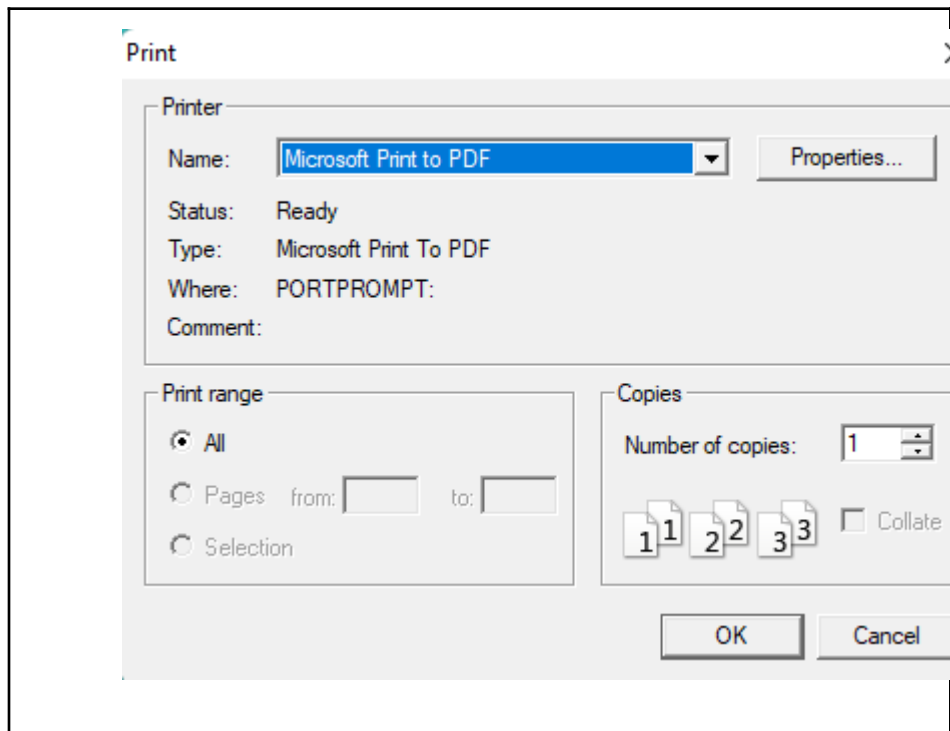 Print
Printer
Name: Microsoft Print to PDF Properties...
Status: Ready
Type: Microsoft Print To PDF
Where: PORTPROMPT:
Comment:
Print range Copies
All Number of copies: 1
Pages from: to: 1 1 2 2 3 3 Collate
Selection
OK Cancel